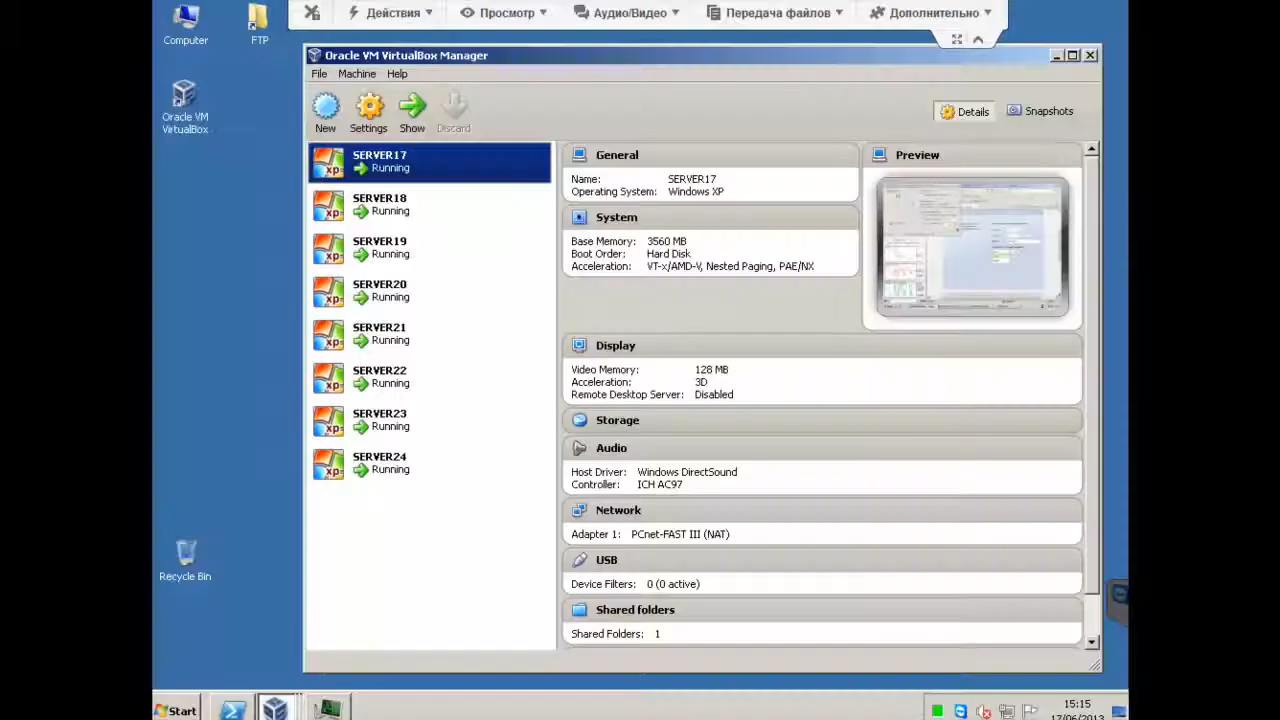 Действия
Просмотр
Аудио/Видео
Передача файлов
Дополнительно
Computer
FTP
Oracle VM
VirtualBox
Recycle Bin
Oracle VM VirtualBox Manager
File Machine Help
New Settings Show Discard
Details Snapshots
SERVER17
Running
SERVER18
Running
SERVER19
Running
SERVER20
Running
SERVER21
Running
SERVER22
Running
SERVER23
Running
SERVER24
Running
General
Name: SERVER17
Operating System: Windows XP
System
Base Memory: 3560 MB
Boot Order: Hard Disk
Acceleration: VT-x/AMD-V, Nested Paging, PAE/NX
Preview
Display
Video Memory: 128 MB
Acceleration: 3D
Remote Desktop Server: Disabled
Storage
Audio
Host Driver: Windows DirectSound
Controller: ICH AC97
Network
Adapter 1: PCnet-FAST III (NAT)
USB
Device Filters: 0 (0 active)
Shared folders
Shared Folders: 1
Start
15:15
17/06/2013